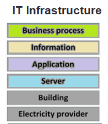 IT Infrastructure
Business process
Information
Application
Server
Building
Electricity provider